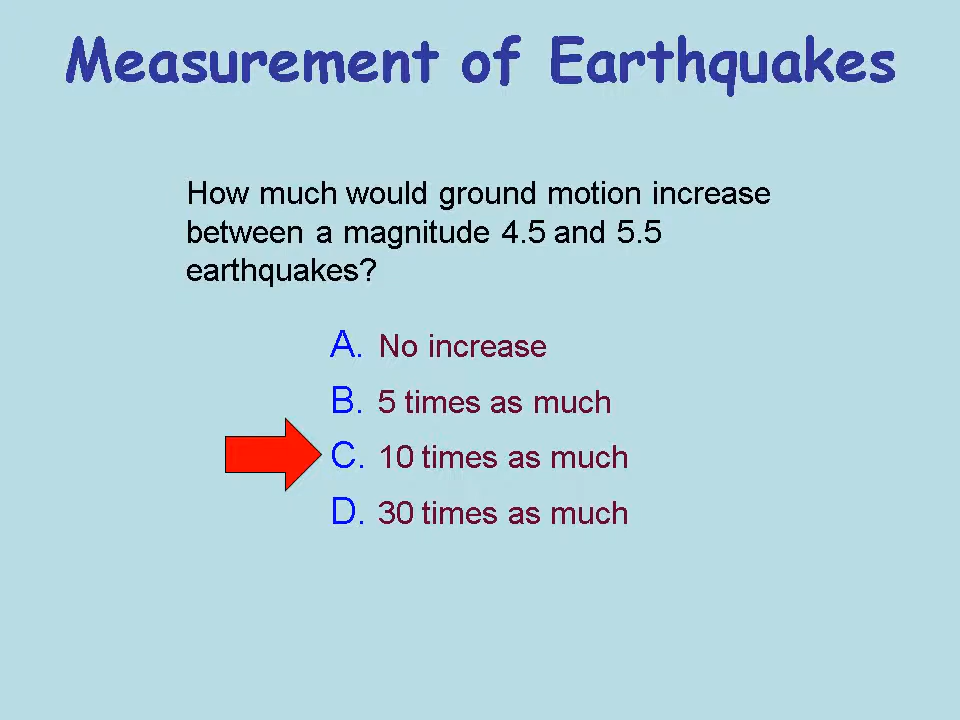 Measurement of Earthquakes
How much would ground motion increase
between a magnitude 4.5 and 5.5
earthquakes?
A. No increase
B. 5 times as much
C. 10 times as much
D. 30 times as much